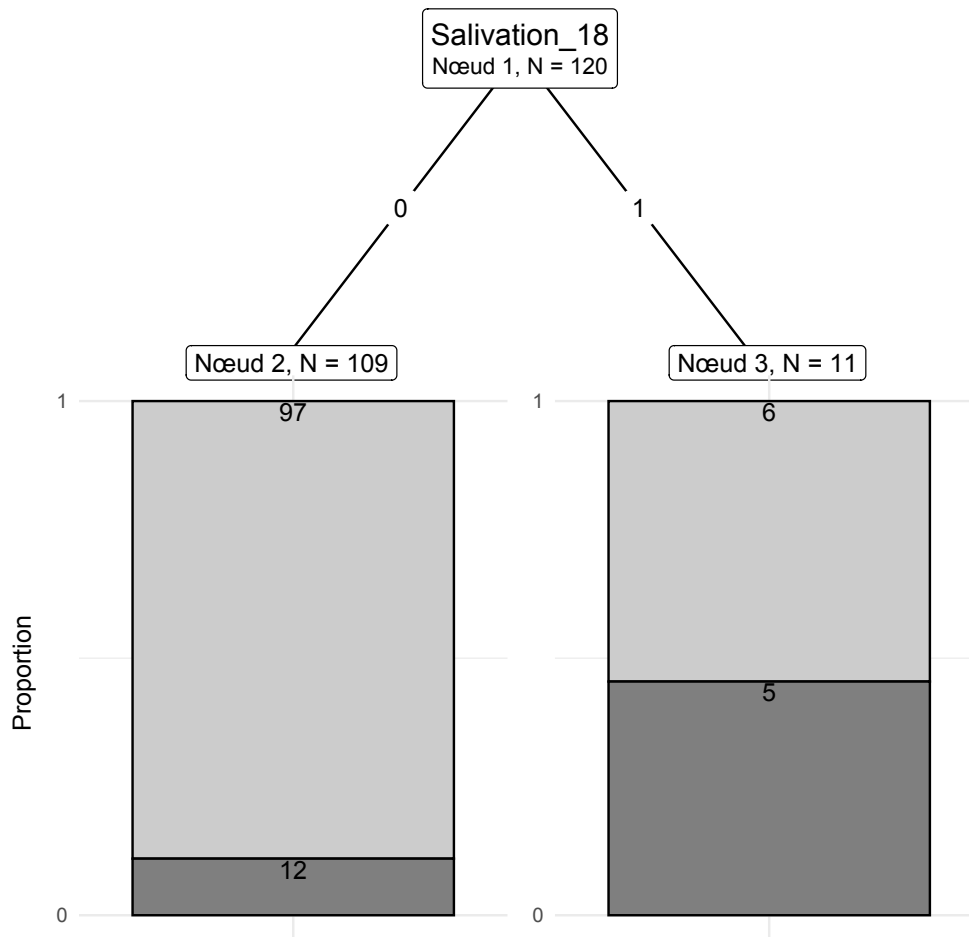 Salivation_18
Nœud 1, N = 120
0
1
Nœud 2, N = 109
Nœud 3, N = 11
1
97
1
6
Proportion
5
12
0
0